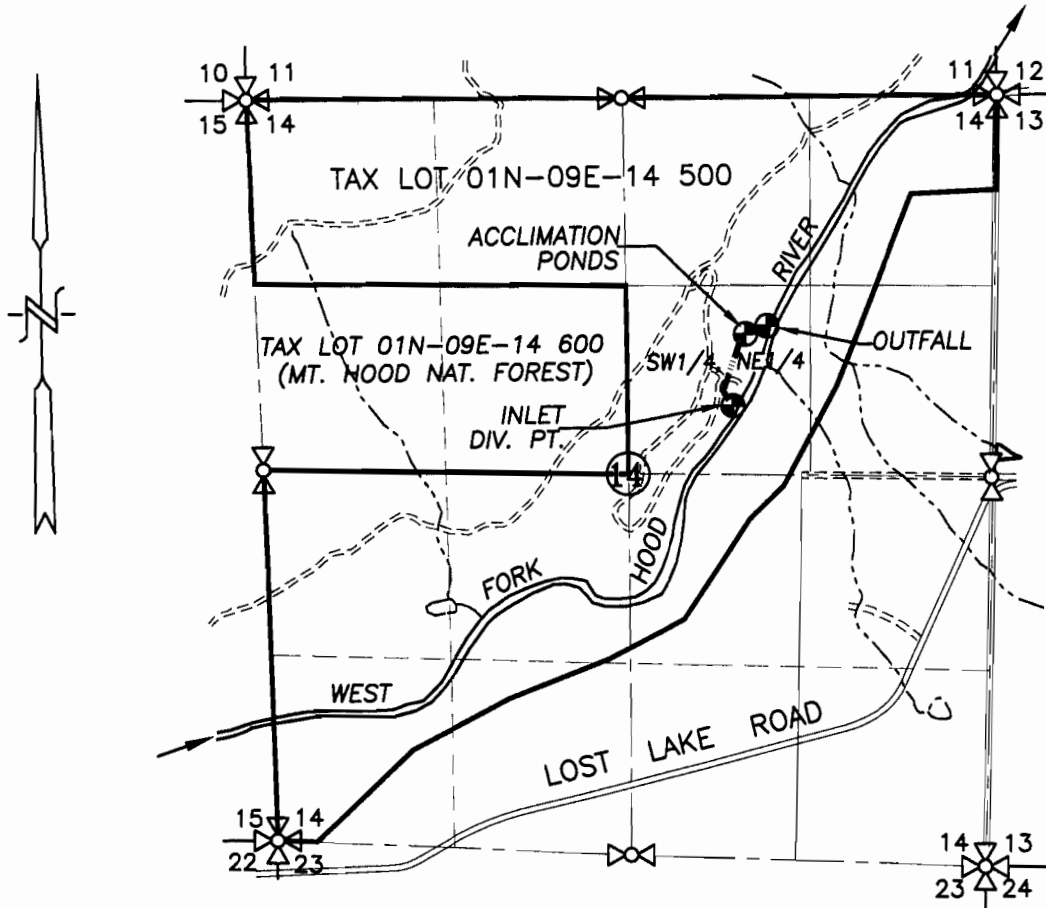 10 11
15 14
11 12
14 13
TAX LOT 01N-09E-14 500
ACCLIMATION
PONDS
RIVER
N
OUTFALL
TAX LOT 01N-09E-14 600
(MT. HOOD NAT. FOREST)
SW1/4 NE1/4
INLET
DIV. PT.
14
HOOD
FORK
WEST
LOST LAKE ROAD
15 14
22 23
14 13
23 24